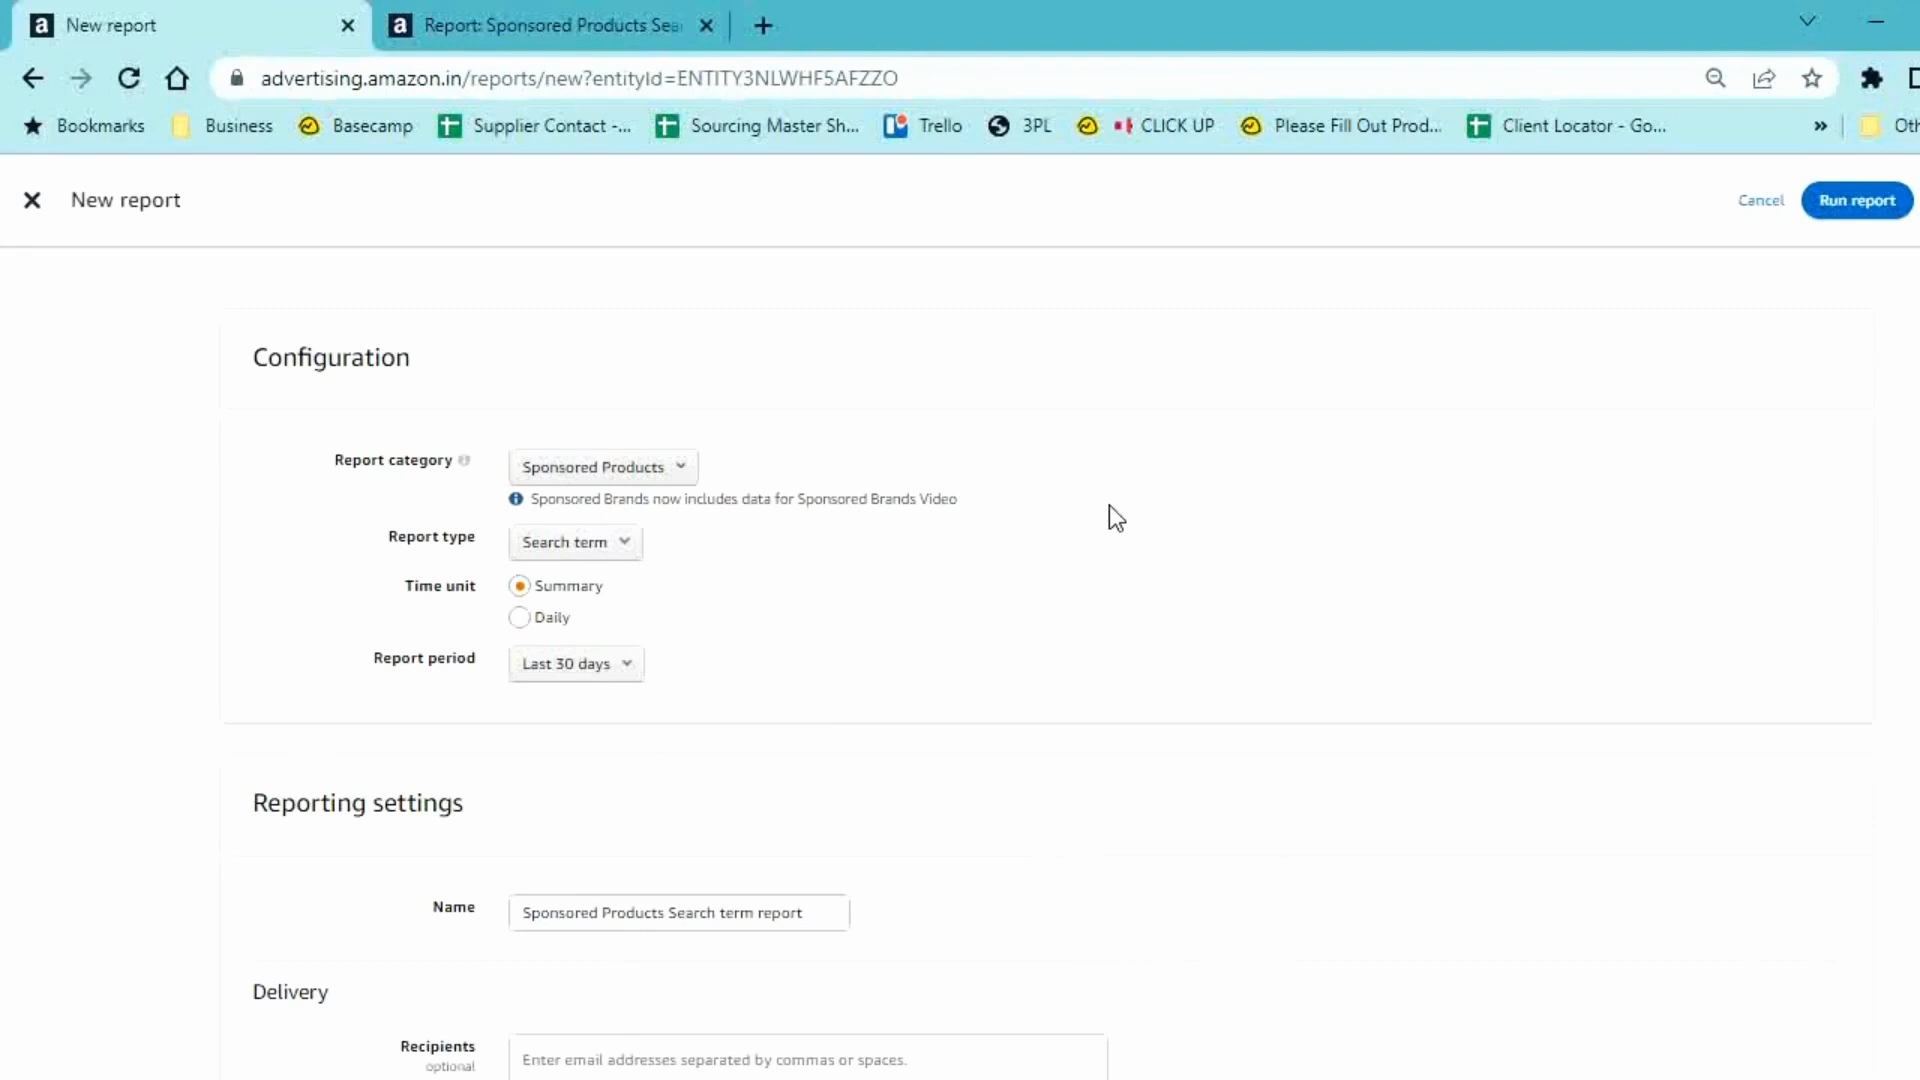 New report
Report: Sponsored Products Sea
advertising.amazon.in/reports/new?entityId=ENTITY3NLWHF5AFZZO
Bookmarks Business Basecamp Supplier Contact -... Sourcing Master Sh... Trello 3PL CLICK UP Please Fill Out Prod... Client Locator - Go... » Oth
New report
Cancel
Run report
Configuration
Report category
Sponsored Products
Sponsored Brands now includes data for Sponsored Brands Video
Report type
Search term
Time unit
Summary
Daily
Report period
Last 30 days
Reporting settings
Name
Sponsored Products Search term report
Delivery
Recipients
optional
Enter email addresses separated by commas or spaces.